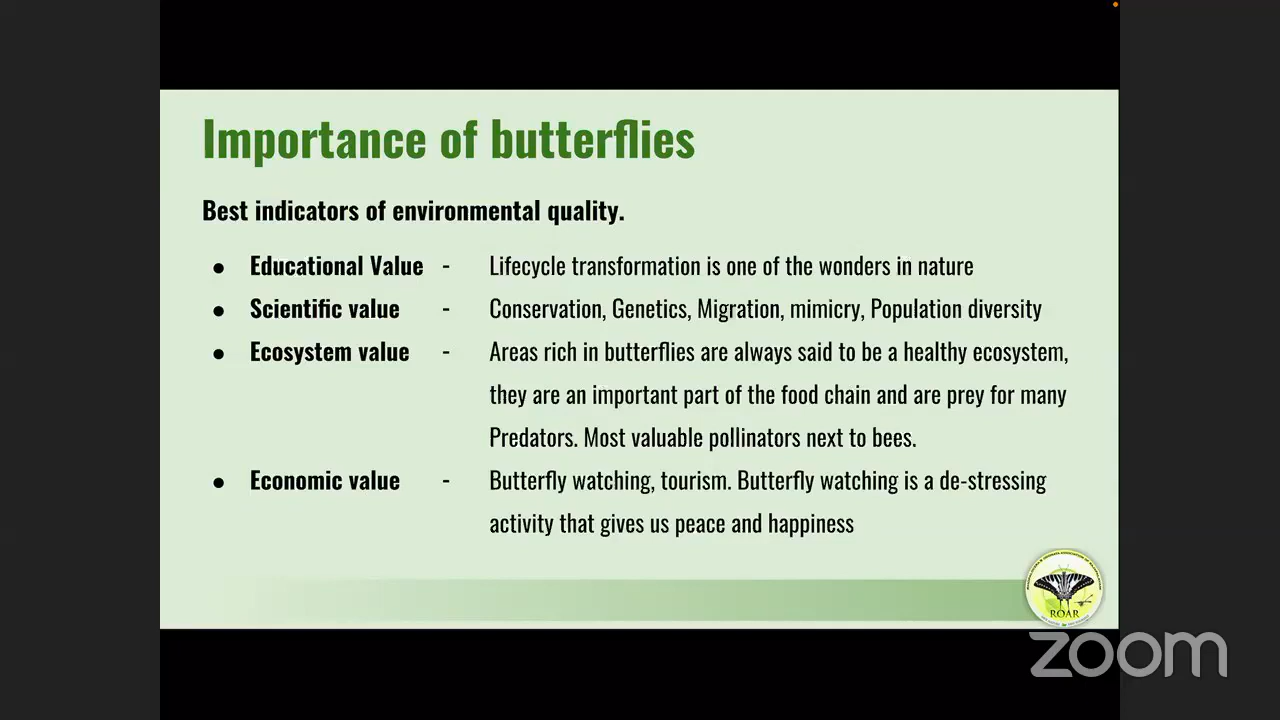 Importance of butterflies
Best indicators of environmental quality.
● Educational Value - Lifecycle transformation is one of the wonders in nature
● Scientific value - Conservation, Genetics, Migration, mimicry, Population diversity
● Ecosystem value - Areas rich in butterflies are always said to be a healthy ecosystem,
they are an important part of the food chain and are prey for many
Predators. Most valuable pollinators next to bees.
● Economic value - Butterfly watching, tourism. Butterfly watching is a de-stressing
activity that gives us peace and happiness
ROAR
zoom